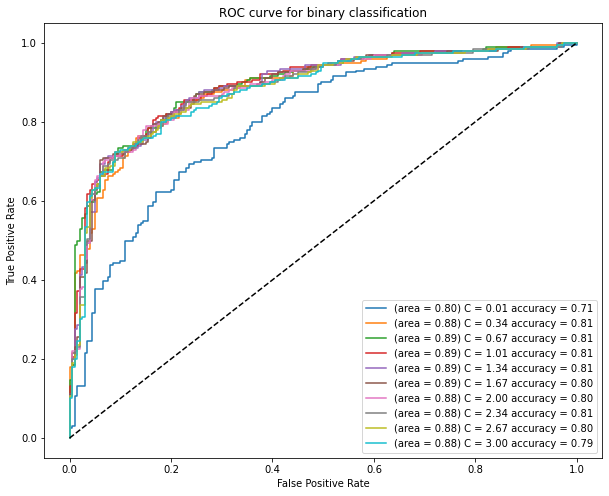 ROC curve for binary classification
1.0
0.8
0.6
0.4
0.2
0.0
True Positive Rate
(area = 0.80) C = 0.01 accuracy = 0.71
(area = 0.88) C = 0.34 accuracy = 0.81
(area = 0.89) C = 0.67 accuracy = 0.81
(area = 0.89) C = 1.01 accuracy = 0.81
(area = 0.89) C = 1.34 accuracy = 0.81
(area = 0.89) C = 1.67 accuracy = 0.80
(area = 0.88) C = 2.00 accuracy = 0.80
(area = 0.88) C = 2.34 accuracy = 0.81
(area = 0.88) C = 2.67 accuracy = 0.80
(area = 0.88) C = 3.00 accuracy = 0.79
0.0 0.2 0.4 0.6 0.8 1.0
False Positive Rate